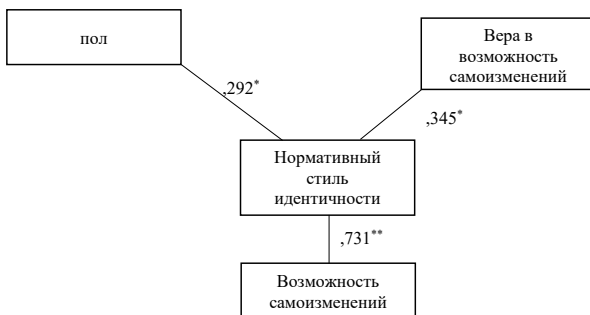 пол
Вера в
возможность
самоизменений
,292*
,345*
Нормативный
стиль
идентичности
,731**
Возможность
самоизменений